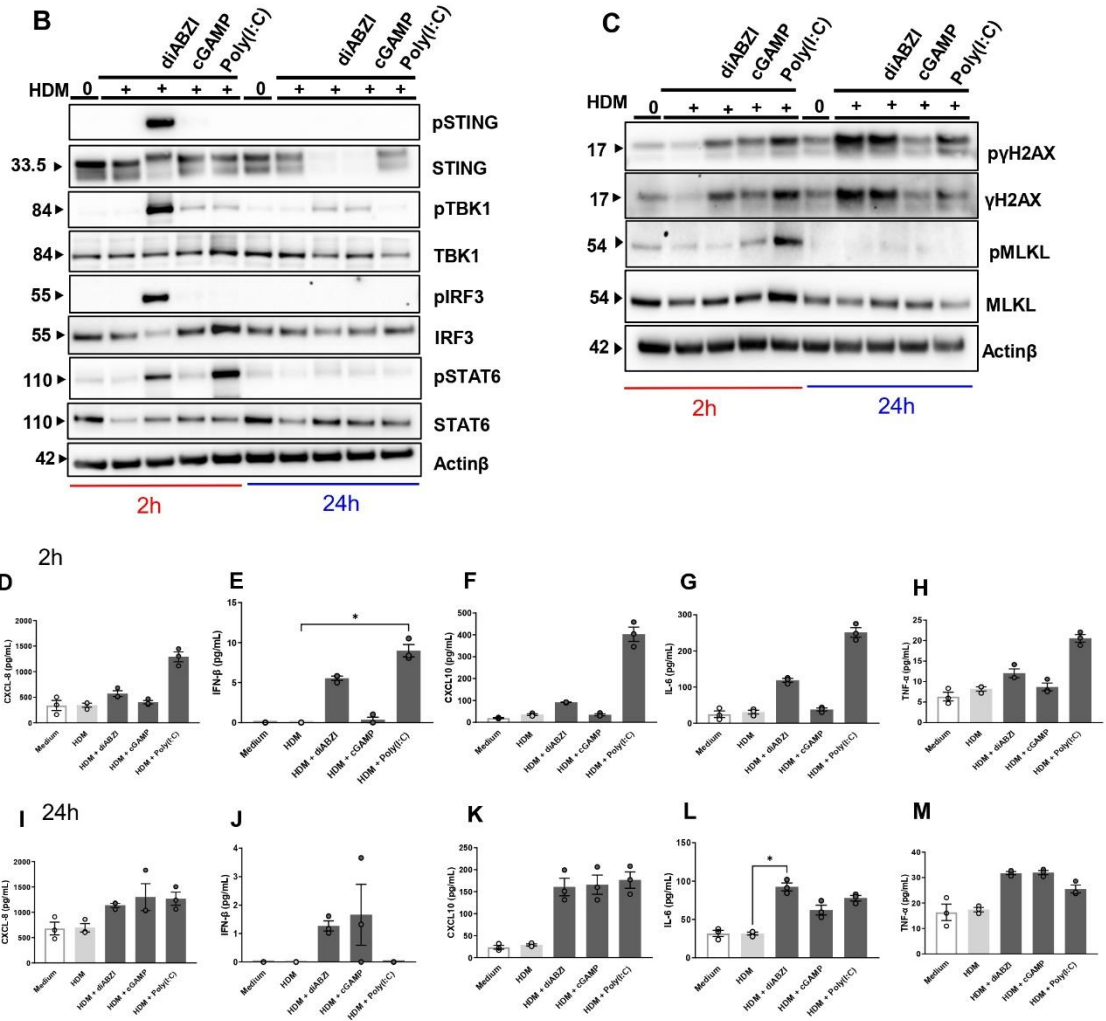 B
diABZI cGAMP Poly(I:C) diABZI cGAMP Poly(I:C)
HDM 0 + + + + 0 + + + +
pSTING
33.5 STING
84 pTBK1
84 TBK1
55 pIRF3
55 IRF3
110 pSTAT6
110 STAT6
42 Actinβ
2h 24h
C
diABZI cGAMP Poly(I:C) diABZI cGAMP Poly(I:C)
HDM 0 + + + + 0 + + + +
17 pγH2AX
17 γH2AX
54 pMLKL
54 MLKL
42 Actinβ
2h 24h
2h
D
CXCL-8 (pg/mL)
2000
1500
1000
500
0
Medium
HDM
HDM + diABZI
HDM + cGAMP
HDM + Poly(I:C)
E
IFN-β (pg/mL)
15
10
5
0
*
Medium
HDM
HDM + diABZI
HDM + cGAMP
HDM + Poly(I:C)
F
CXCL10 (pg/mL)
500
400
300
200
100
0
Medium
HDM
HDM + diABZI
HDM + cGAMP
HDM + Poly(I:C)
G
IL-6 (pg/mL)
300
200
100
0
Medium
HDM
HDM + diABZI
HDM + cGAMP
HDM + Poly(I:C)
H
TNF-α (pg/mL)
25
20
15
10
5
0
Medium
HDM
HDM + diABZI
HDM + cGAMP
HDM + Poly(I:C)
24h
I
CXCL-8 (pg/mL)
2000
1500
1000
500
0
Medium
HDM
HDM + diABZI
HDM + cGAMP
HDM + Poly(I:C)
J
IFN-β (pg/mL)
4
3
2
1
0
Medium
HDM
HDM + diABZI
HDM + cGAMP
HDM + Poly(I:C)
K
CXCL10 (pg/mL)
250
200
150
100
50
0
Medium
HDM
HDM + diABZI
HDM + cGAMP
HDM + Poly(I:C)
L
IL-6 (pg/mL)
150
100
50
0
*
Medium
HDM
HDM + diABZI
HDM + cGAMP
HDM + Poly(I:C)
M
TNF-α (pg/mL)
40
30
20
10
0
Medium
HDM
HDM + diABZI
HDM + cGAMP
HDM + Poly(I:C)